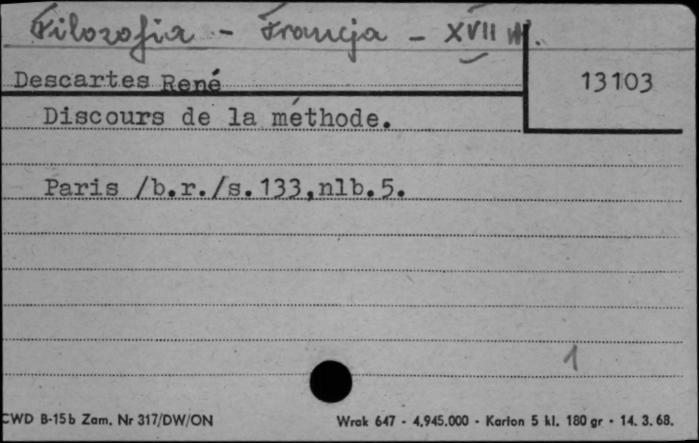 Filozofia - Francja - XVII w.
Descartes René
13103
Discours de la méthode.
Paris /b.r./s.133,nlb.5.
1
CWD B-15b Zam. Nr 317/DW/ON
Wrak 647 - 4.945.000 - Karton 5 kl. 180 gr - 14. 3. 68.